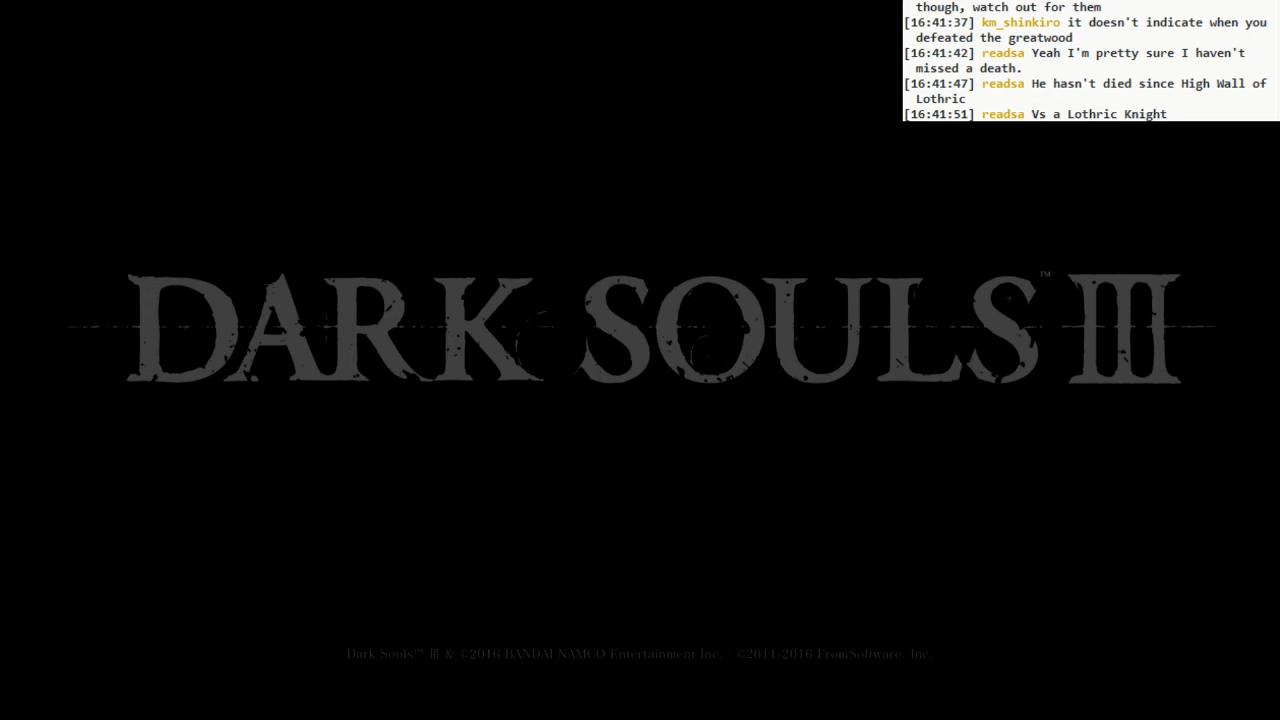 though, watch out for them
[16:41:37] km_shinkiro it doesn't indicate when you
defeated the greatwood
[16:41:42] readsa Yeah I'm pretty sure I haven't
missed a death.
[16:41:47] readsa He hasn't died since High Wall of
Lothric
[16:41:51] readsa Vs a Lothric Knight
DARK SOULS™ III
Dark Souls™ III & ©2016 BANDAI NAMCO Entertainment Inc. / ©2011-2016 FromSoftware, Inc.